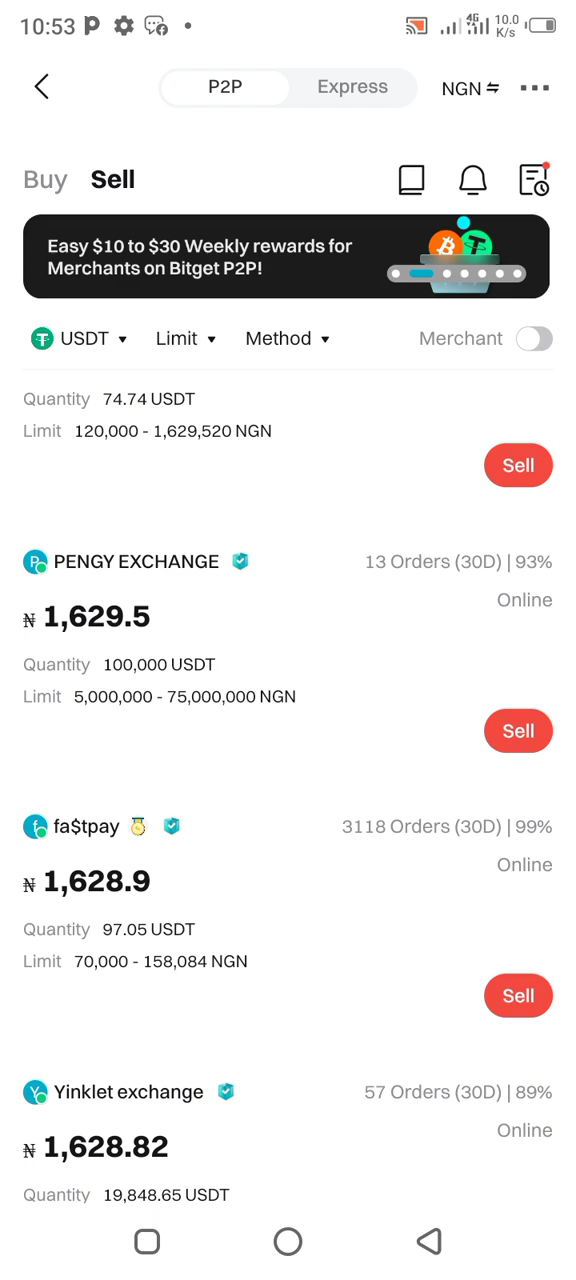 10:53
4G 10.0 K/s
P2P Express NGN
Buy Sell
Easy $10 to $30 Weekly rewards for
Merchants on Bitget P2P!
USDT Limit Method Merchant
Quantity 74.74 USDT
Limit 120,000 - 1,629,520 NGN
Sell
PENGY EXCHANGE 13 Orders (30D) | 93%
Online
₦ 1,629.5
Quantity 100,000 USDT
Limit 5,000,000 - 75,000,000 NGN
Sell
fa$tpay 3118 Orders (30D) | 99%
Online
₦ 1,628.9
Quantity 97.05 USDT
Limit 70,000 - 158,084 NGN
Sell
Yinklet exchange 57 Orders (30D) | 89%
Online
₦ 1,628.82
Quantity 19,848.65 USDT